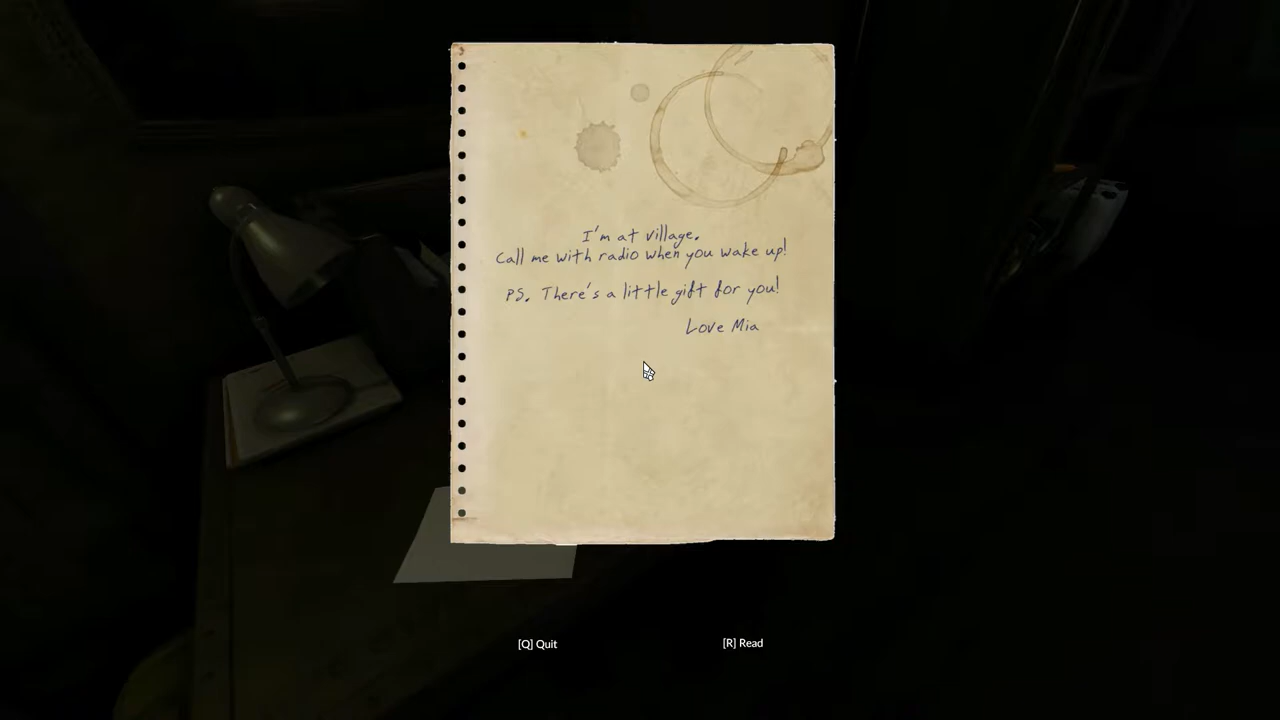 I'm at village.
Call me with radio when you wake up!
PS. There's a little gift for you!
Love Mia
[Q] Quit
[R] Read